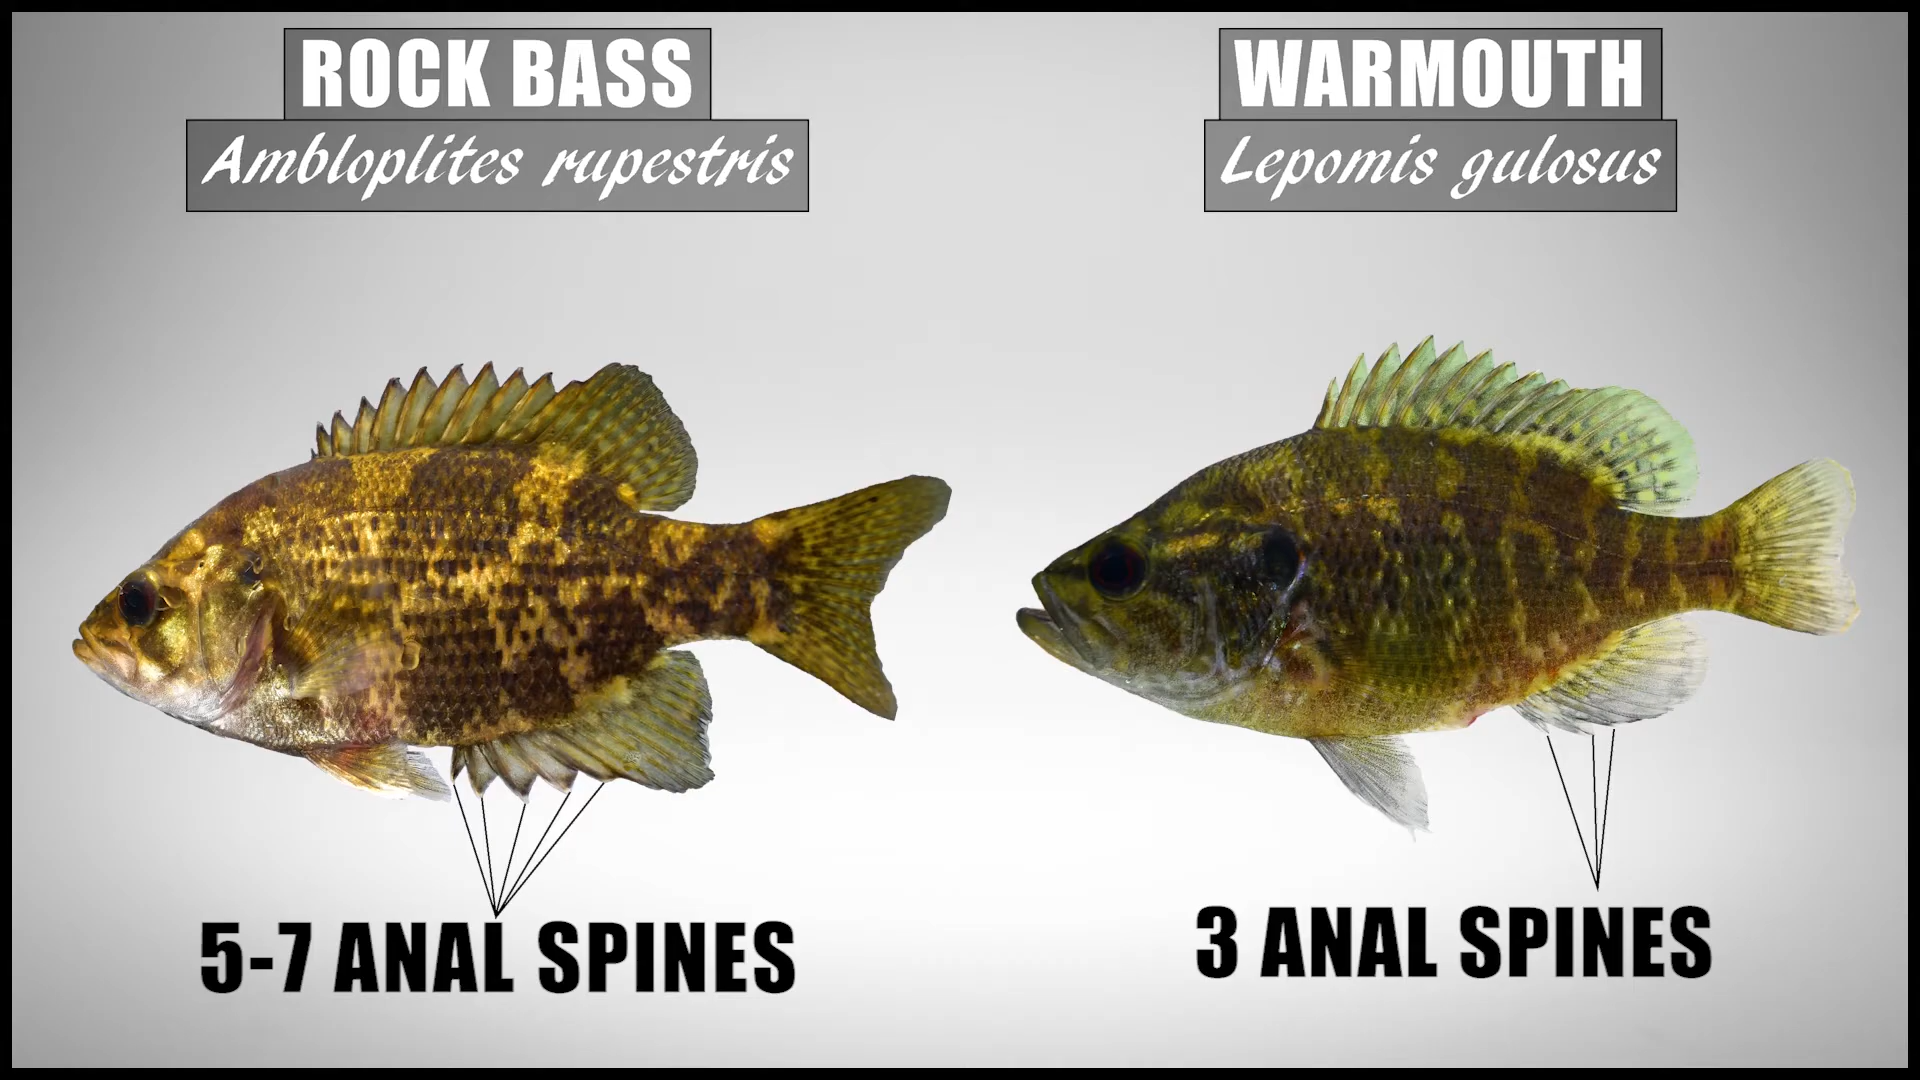 ROCK BASS
Ambloplites rupestris
WARMOUTH
Lepomis gulosus
5-7 ANAL SPINES
3 ANAL SPINES